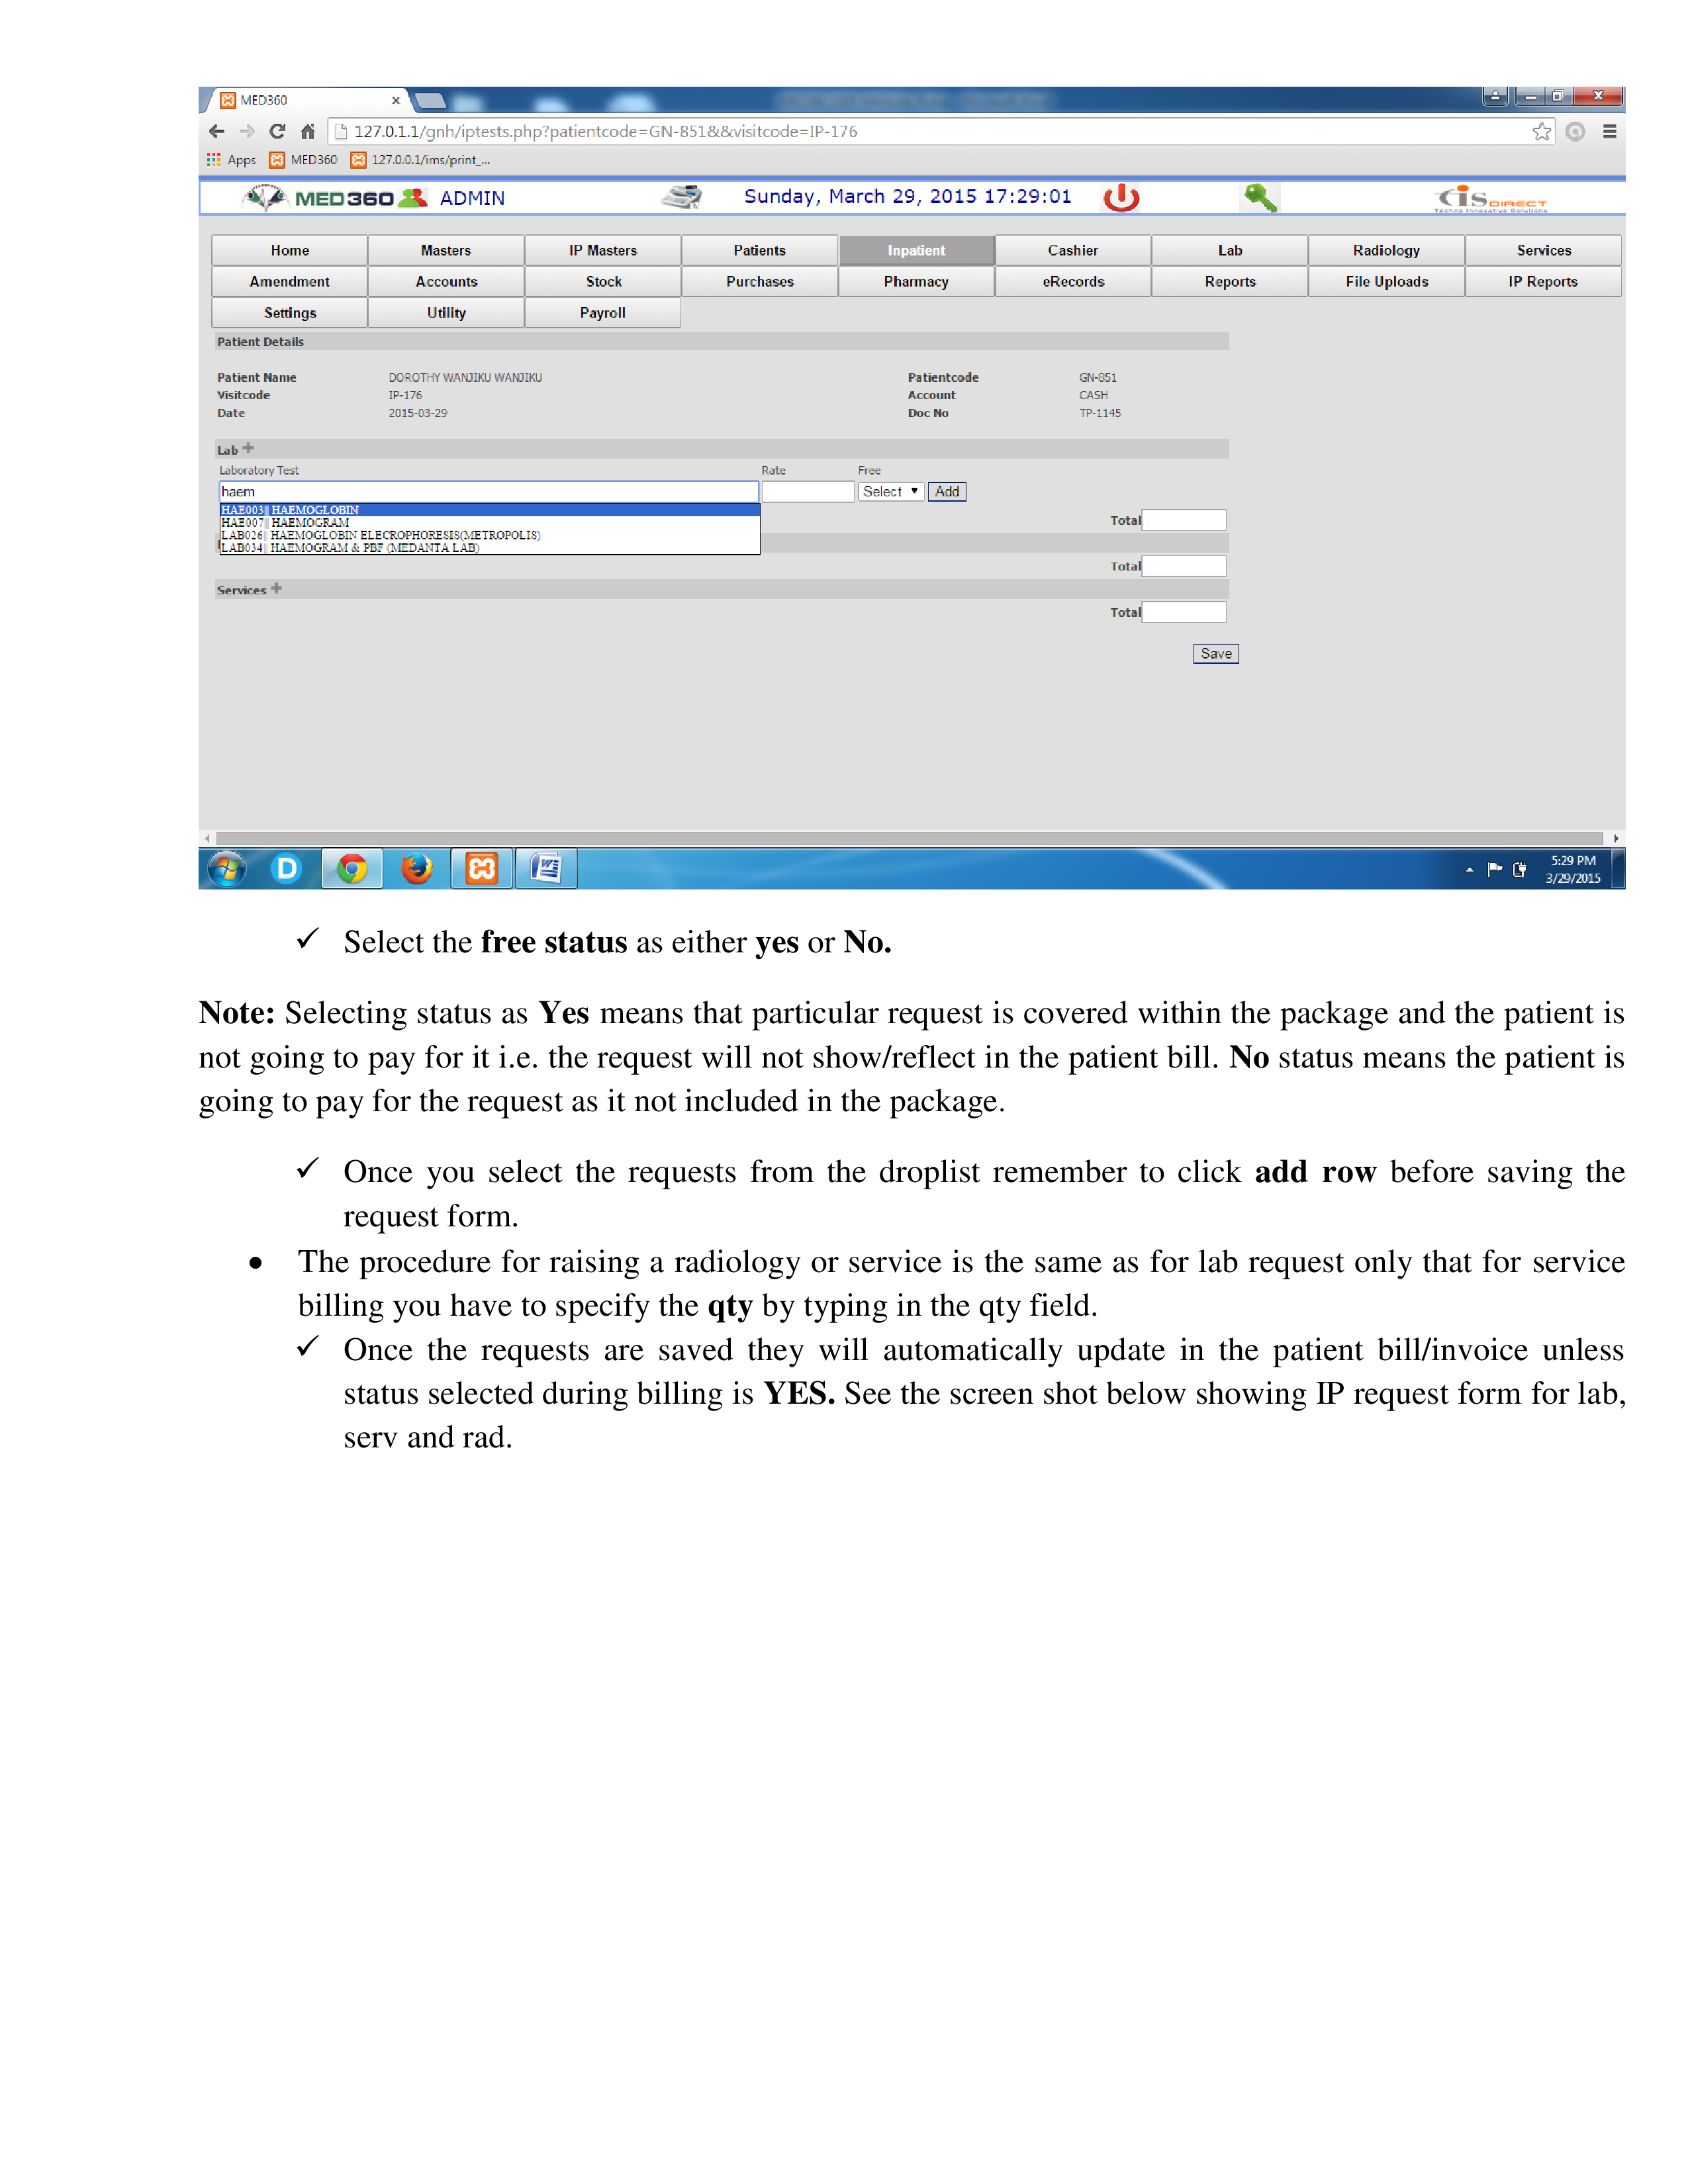 MED360
127.0.1.1/gnh/iptests.php?patientcode=GN-851&&visitcode=IP-176
Apps MED360 127.0.0.1/ims/print_...
MED360 ADMIN Sunday, March 29, 2015 17:29:01 CIS DIRECT
Techno Innovative Solutions
Home Masters IP Masters Patients Inpatient Cashier Lab Radiology Services
Amendment Accounts Stock Purchases Pharmacy eRecords Reports File Uploads IP Reports
Settings Utility Payroll
Patient Details
Patient Name DOROTHY WANJIKU WANJIKU Patientcode GN-851
Visitcode IP-176 Account CASH
Date 2015-03-29 Doc No TP-1145
Lab
Laboratory Test Rate Free
haem Select Add
HAE003|| HAEMOGLOBIN
HAE007|| HAEMOGRAM
Total
LAB026|| HAEMOGLOBIN ELECROPHORESIS(METROPOLIS)
LAB034|| HAEMOGRAM & PBF (MEDANTA LAB)
Total
Services
Total
Save
5:29 PM
3/29/2015
✓ Select the free status as either yes or No.
Note: Selecting status as Yes means that particular request is covered within the package and the patient is
not going to pay for it i.e. the request will not show/reflect in the patient bill. No status means the patient is
going to pay for the request as it not included in the package.
✓ Once you select the requests from the droplist remember to click add row before saving the
request form.
• The procedure for raising a radiology or service is the same as for lab request only that for service
billing you have to specify the qty by typing in the qty field.
✓ Once the requests are saved they will automatically update in the patient bill/invoice unless
status selected during billing is YES. See the screen shot below showing IP request form for lab,
serv and rad.